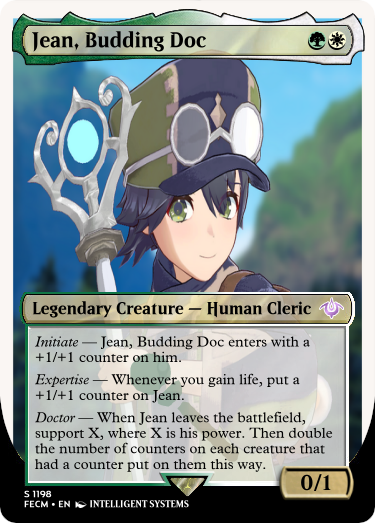 Jean, Budding Doc
Legendary Creature — Human Cleric
Initiate — Jean, Budding Doc enters with a
+1/+1 counter on him.
Expertise — Whenever you gain life, put a
+1/+1 counter on Jean.
Doctor — When Jean leaves the battlefield,
support X, where X is his power. Then double
the number of counters on each creature that
had a counter put on them this way.
0/1
S 1198
FECM • EN INTELLIGENT SYSTEMS